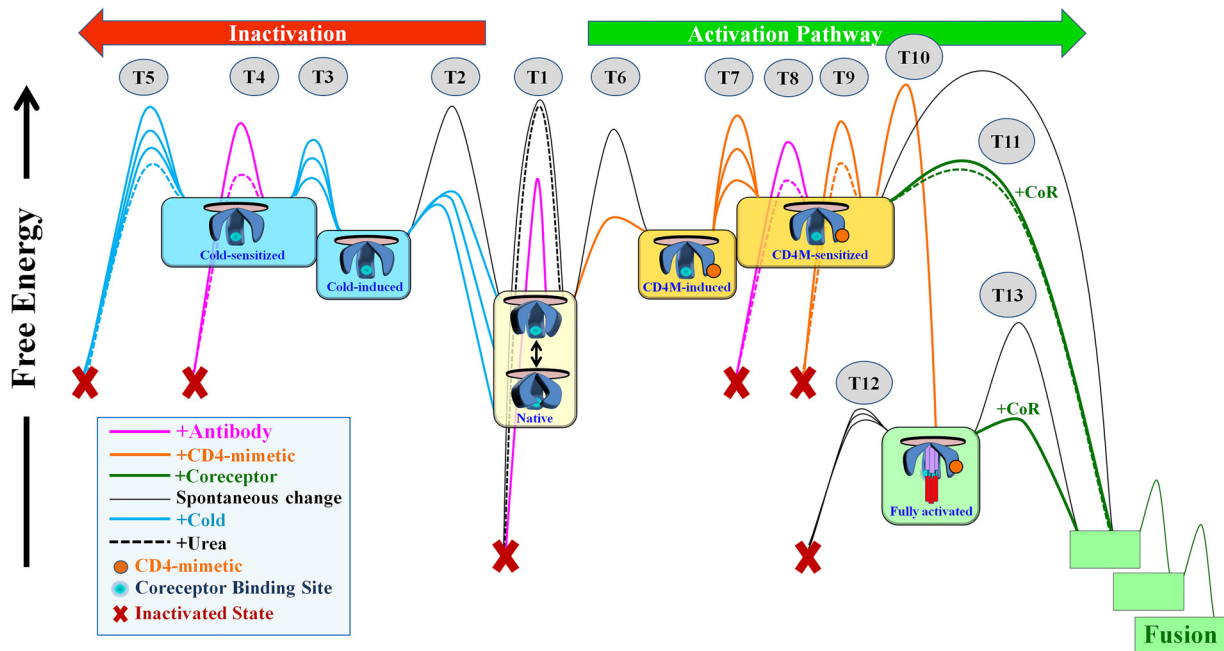 Inactivation
Activation Pathway
T5
T4
T3
T2
T1
T6
T7
T8
T9
T10
T11
+CoR
Free Energy
Cold-sensitized
Cold-induced
CD4M-induced
CD4M-sensitized
Native
T13
T12
+CoR
Fully activated
+Antibody
+CD4-mimetic
+Coreceptor
Spontaneous change
+Cold
+Urea
CD4-mimetic
Coreceptor Binding Site
Inactivated State
Fusion